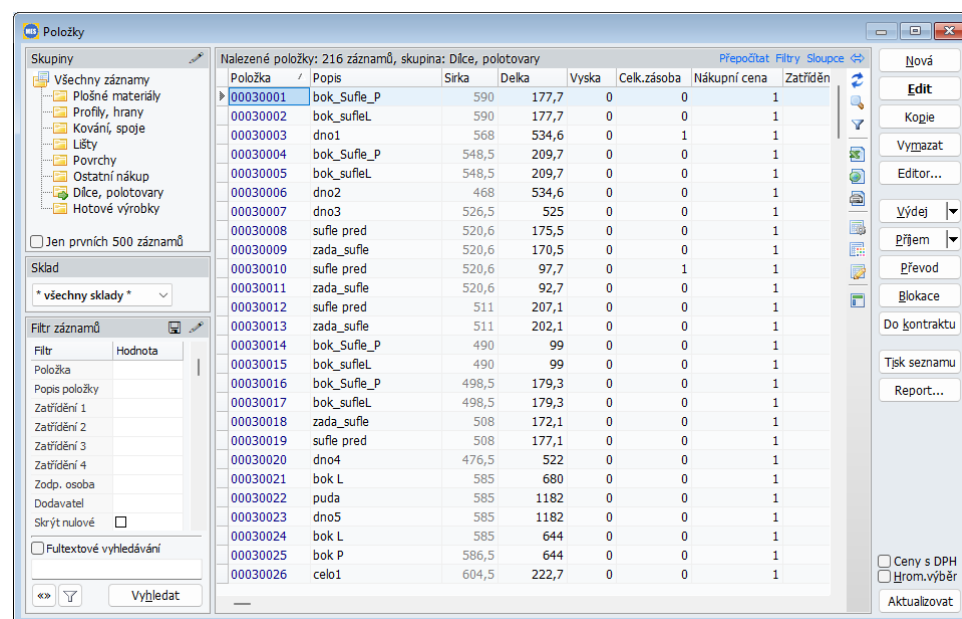 MIS Položky
Skupiny
Všechny záznamy
Plošné materiály
Profily, hrany
Kování, spoje
Lišty
Povrchy
Ostatní nákup
Dílce, polotovary
Hotové výrobky
Jen prvních 500 záznamů
Sklad
* všechny sklady *
Filtr záznamů
Filtr Hodnota
Položka
Popis položky
Zatřídění 1
Zatřídění 2
Zatřídění 3
Zatřídění 4
Zodp. osoba
Dodavatel
Skrýt nulové
Fultextové vyhledávání
«» Vyhledat
Nalezené položky: 216 záznamů, skupina: Dílce, polotovary Přepočítat Filtry Sloupce
Položka / Popis Sirka Delka Vyska Celk.zásoba Nákupní cena Zatříděn
00030001 bok_Sufle_P 590 177,7 0 0 1
00030002 bok_sufleL 590 177,7 0 0 1
00030003 dno1 568 534,6 0 1 1
00030004 bok_Sufle_P 548,5 209,7 0 0 1
00030005 bok_sufleL 548,5 209,7 0 0 1
00030006 dno2 468 534,6 0 0 1
00030007 dno3 526,5 525 0 0 1
00030008 sufle pred 520,6 175,5 0 0 1
00030009 zada_sufle 520,6 170,5 0 0 1
00030010 sufle pred 520,6 97,7 0 1 1
00030011 zada_sufle 520,6 92,7 0 0 1
00030012 sufle pred 511 207,1 0 0 1
00030013 zada_sufle 511 202,1 0 0 1
00030014 bok_Sufle_P 490 99 0 0 1
00030015 bok_sufleL 490 99 0 0 1
00030016 bok_Sufle_P 498,5 179,3 0 0 1
00030017 bok_sufleL 498,5 179,3 0 0 1
00030018 zada_sufle 508 172,1 0 0 1
00030019 sufle pred 508 177,1 0 0 1
00030020 dno4 476,5 522 0 0 1
00030021 bok L 585 680 0 0 1
00030022 puda 585 1182 0 0 1
00030023 dno5 585 1182 0 0 1
00030024 bok L 585 644 0 0 1
00030025 bok P 586,5 644 0 0 1
00030026 celo1 604,5 222,7 0 0 1
Nová
Edit
Kopie
Vymazat
Editor...
Výdej
Příjem
Převod
Blokace
Do kontraktu
Tisk seznamu
Report...
Ceny s DPH
Hrom.výběr
Aktualizovat